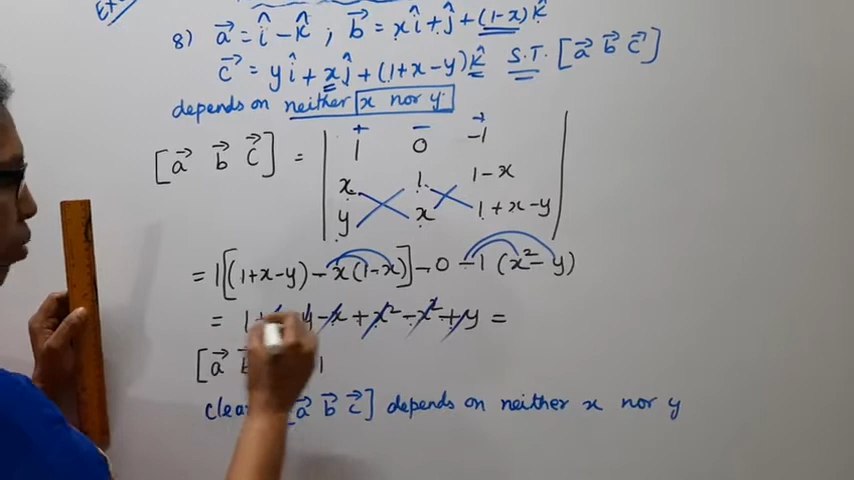 8) a⃗ = î - k̂ ; b⃗ = xî + ĵ + (1-x)k̂
c⃗ = yî + xĵ + (1+x-y)k̂ S.T. [a⃗ b⃗ c⃗]
depends on neither x nor y.
[a⃗ b⃗ c⃗] = | 1 0 -1 |
| x 1 1-x |
| y x 1+x-y |
= 1[(1+x-y) - x(1-x)] - 0 - 1(x² - y)
= 1+ y - x + x² - x² + y =
[a⃗ b 1
clea [a⃗ b⃗ c⃗] depends on neither x nor y